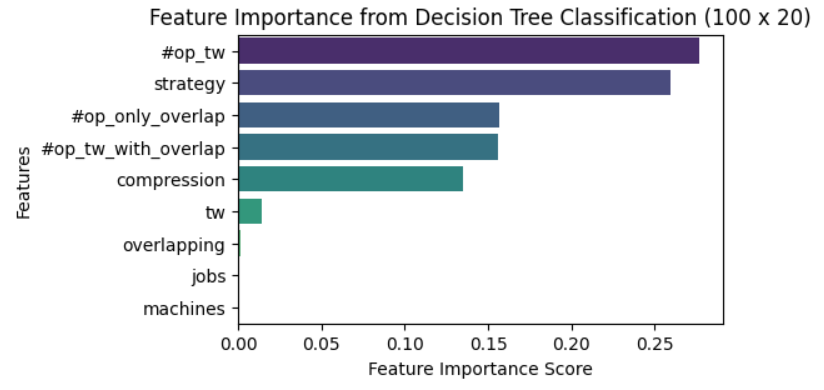 Feature Importance from Decision Tree Classification (100 x 20)
#op_tw
strategy
#op_only_overlap
#op_tw_with_overlap
compression
tw
overlapping
jobs
machines
Features
0.00 0.05 0.10 0.15 0.20 0.25
Feature Importance Score